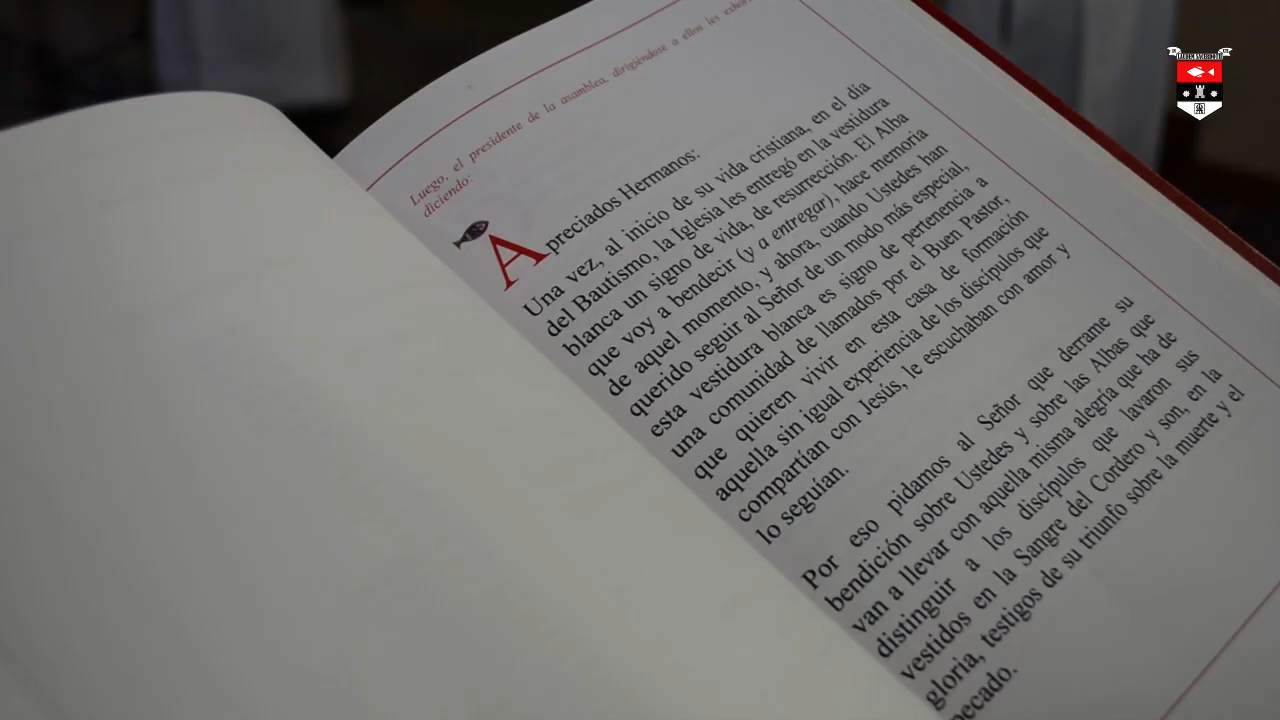 Luego, el presidente de la asamblea, dirigiéndose a ellos les
diciendo:
Apreciados Hermanos:
Una vez, al inicio de su vida cristiana, en el día
del Bautismo, la Iglesia les entregó en la vestidura
blanca un signo de vida, de resurrección. El Alba
que voy a bendecir (y a entregar), hace memoria
de aquel momento, y ahora, cuando Ustedes han
querido seguir al Señor de un modo más especial,
esta vestidura blanca es signo de pertenencia a
una comunidad de llamados por el Buen Pastor,
que quieren vivir en esta casa de formación
aquella sin igual experiencia de los discípulos que
compartían con Jesús, le escuchaban con amor y
lo seguían.
Por eso pidamos al Señor que derrame su
bendición sobre Ustedes y sobre las Albas que
van a llevar con aquella misma alegría que ha de
distinguir a los discípulos que lavaron sus
vestidos en la Sangre del Cordero y son, en la
gloria, testigos de su triunfo sobre la muerte y el
pecado.